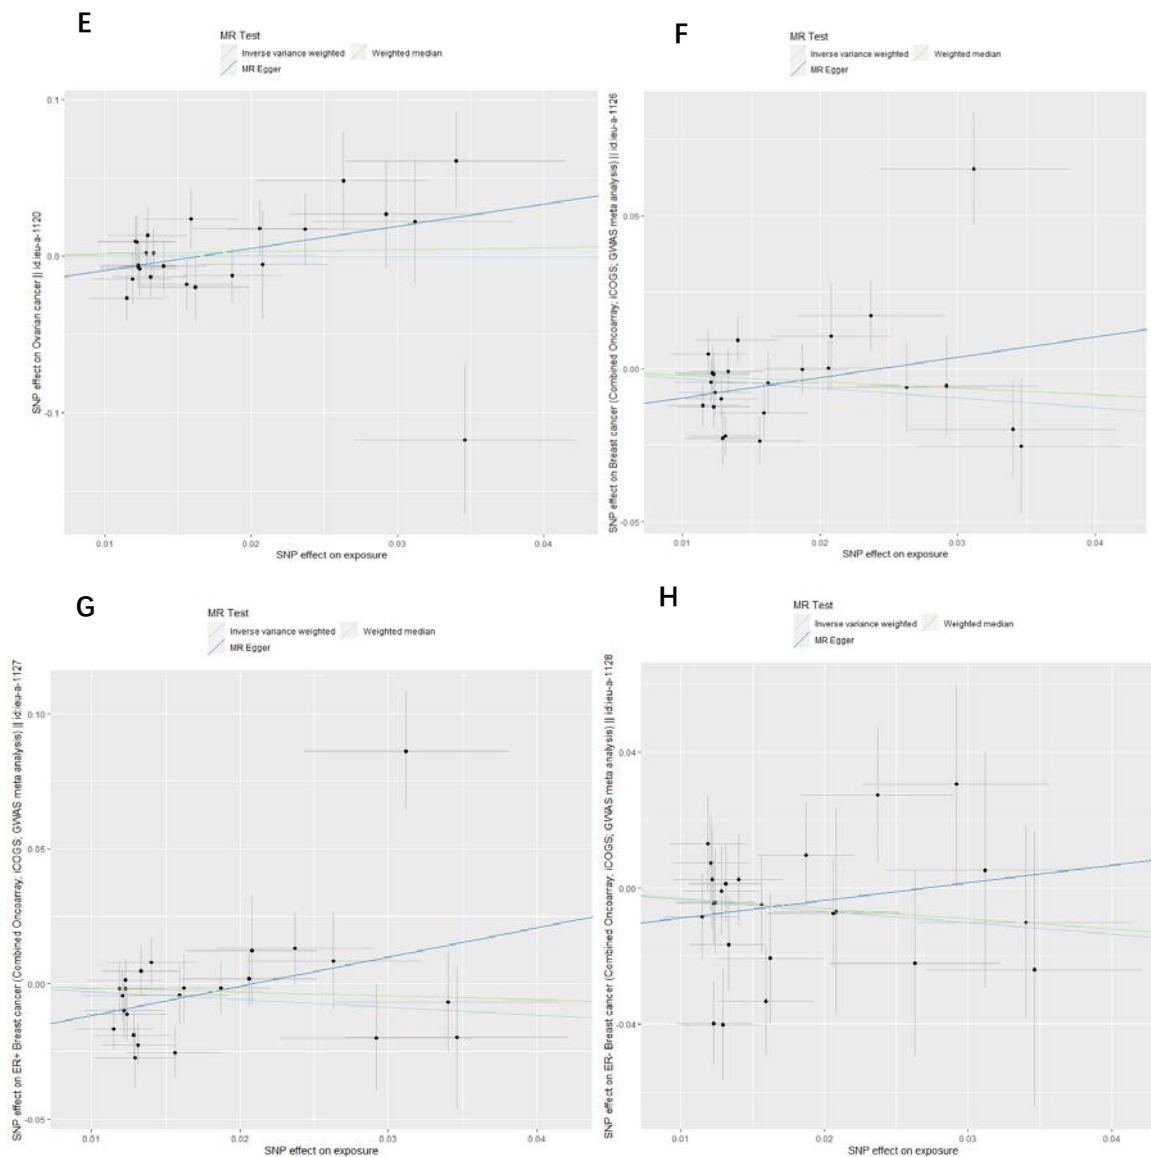 E
MR Test
Inverse variance weighted
Weighted median
MR Egger
SNP effect on Ovarian cancer || id:ieu-a-1120
0.1
0.0
-0.1
0.01
0.02
0.03
0.04
SNP effect on exposure
F
MR Test
Inverse variance weighted
Weighted median
MR Egger
SNP effect on Breast cancer (Combined Oncoarray; iCOGS; GWAS meta analysis) || id:ieu-a-1126
0.05
0.00
-0.05
0.01
0.02
0.03
0.04
SNP effect on exposure
G
MR Test
Inverse variance weighted
Weighted median
MR Egger
SNP effect on ER+ Breast cancer (Combined Oncoarray; iCOGS; GWAS meta analysis) || id:ieu-a-1127
0.10
0.05
0.00
-0.05
0.01
0.02
0.03
0.04
SNP effect on exposure
H
MR Test
Inverse variance weighted
Weighted median
MR Egger
SNP effect on ER- Breast cancer (Combined Oncoarray; iCOGS; GWAS meta analysis) || id:ieu-a-1128
0.04
0.00
-0.04
0.01
0.02
0.03
0.04
SNP effect on exposure